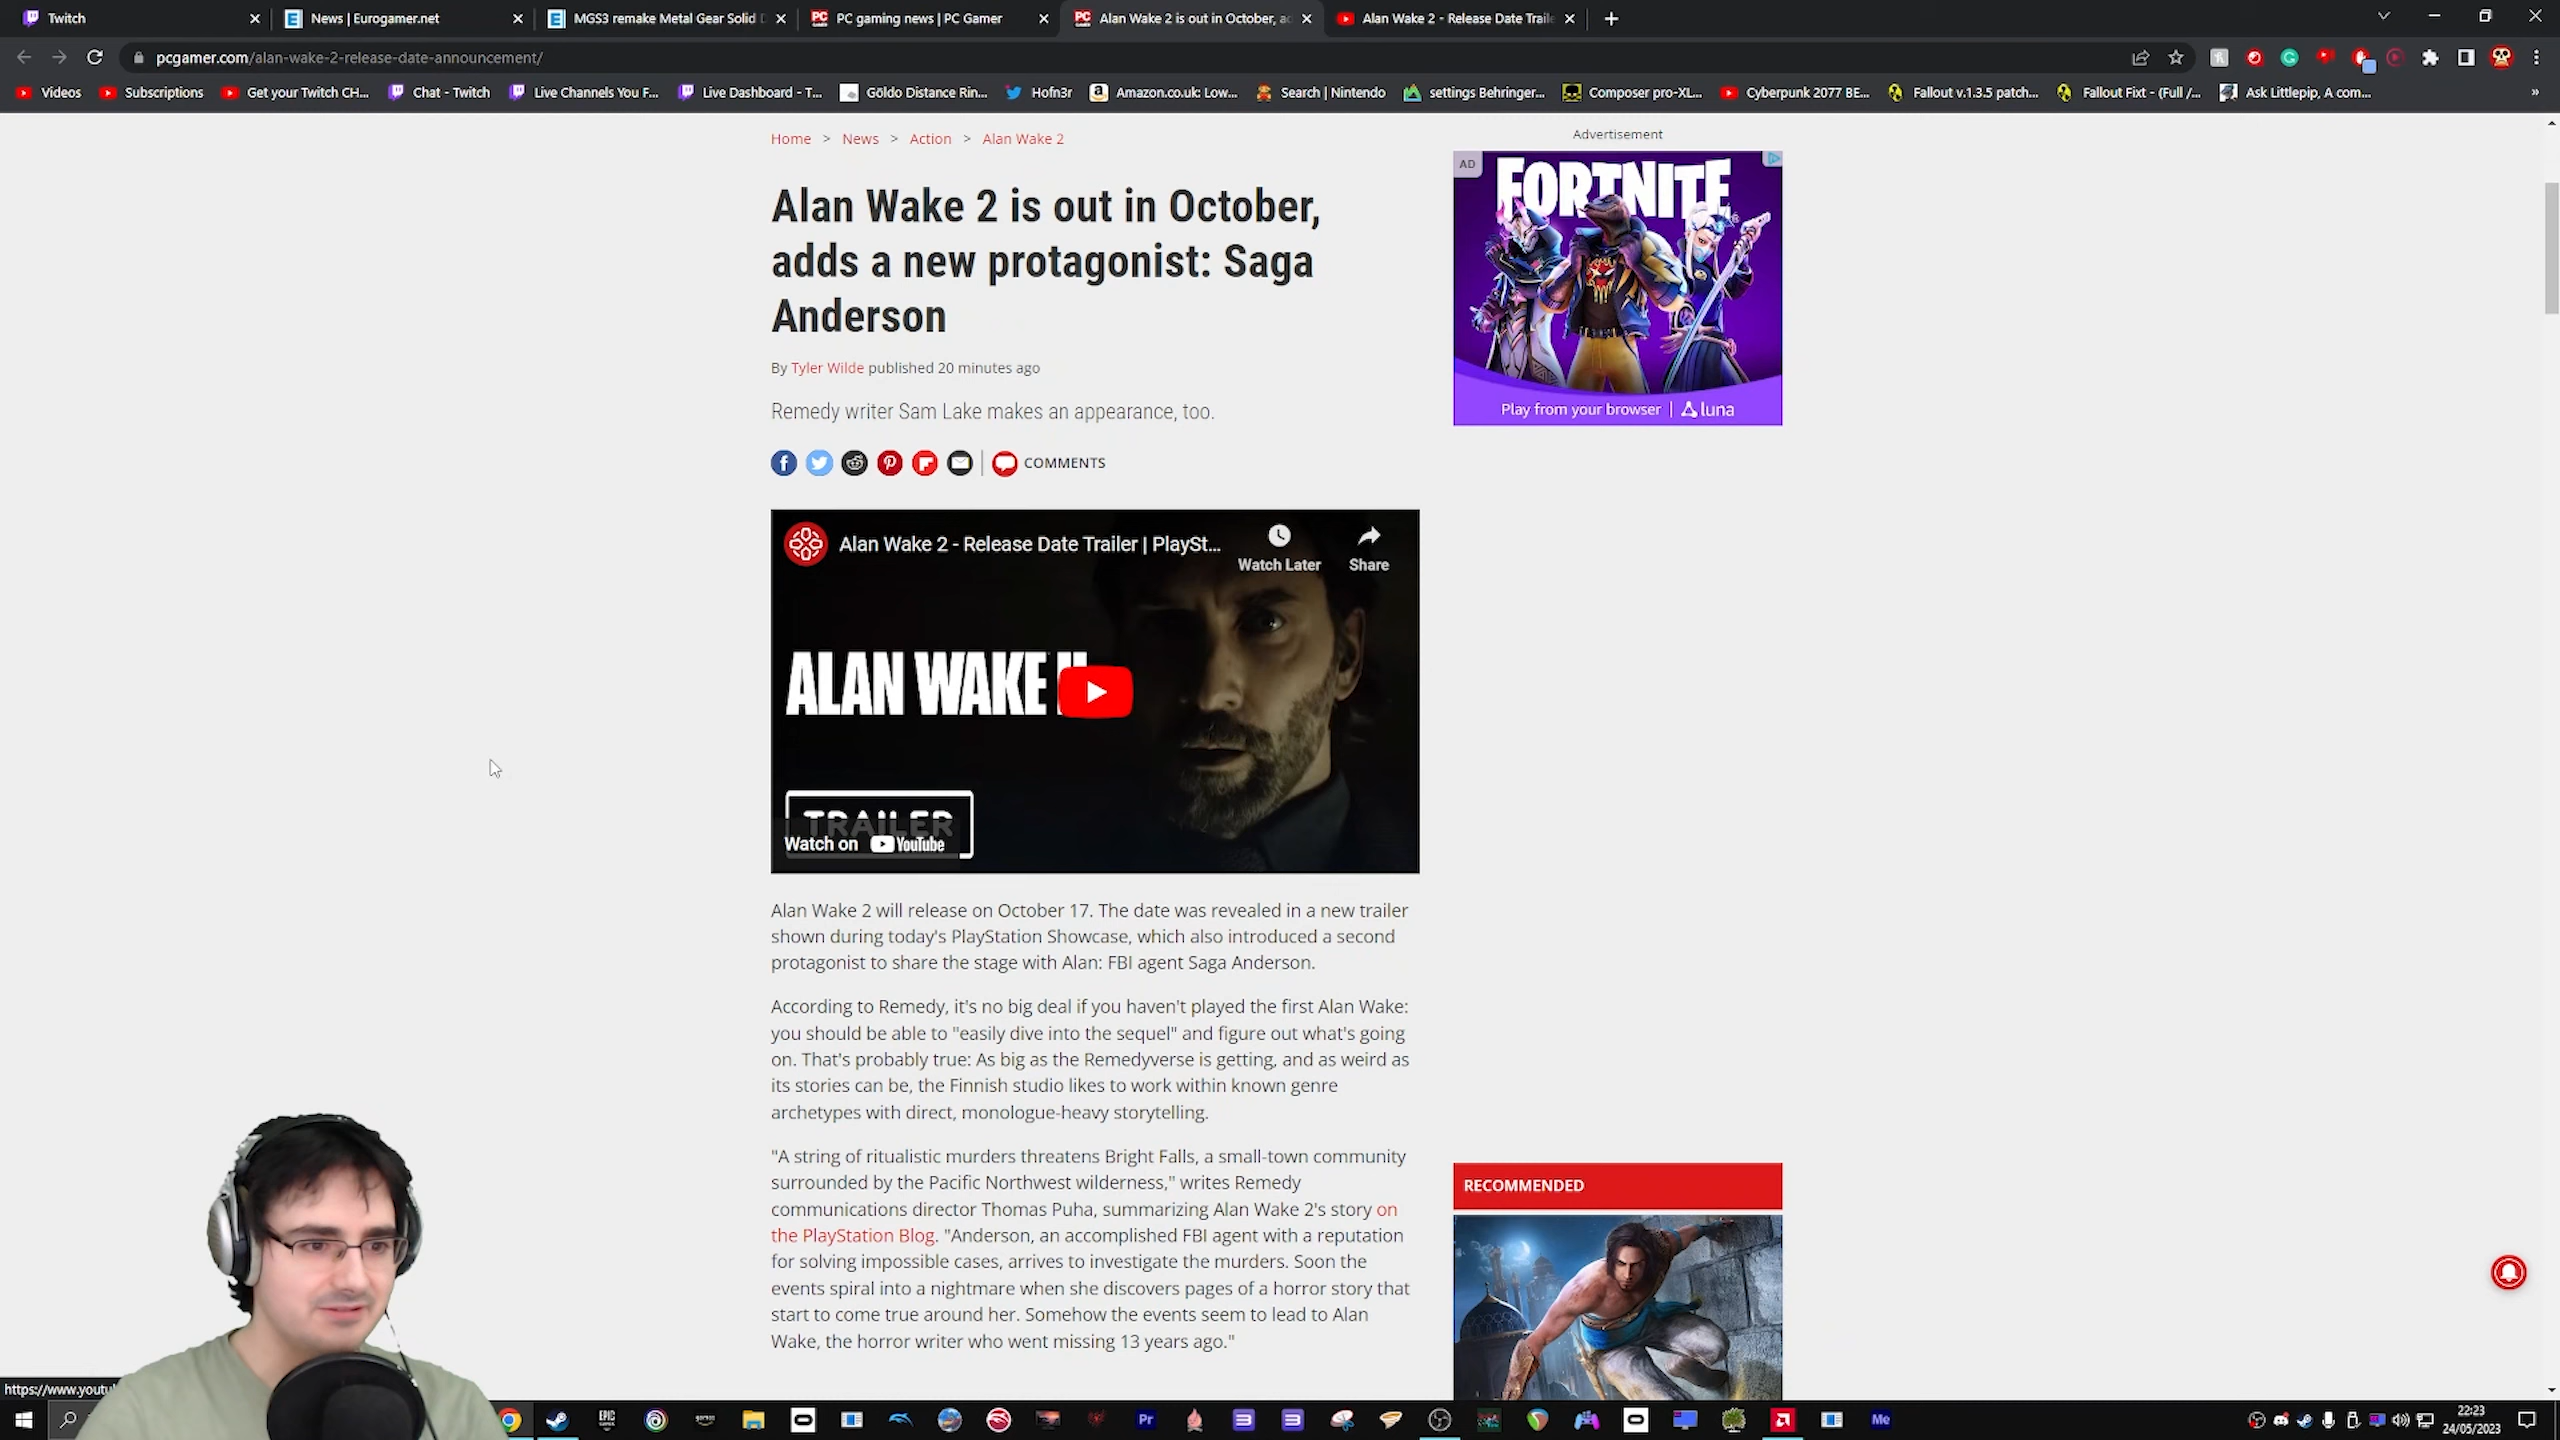 Twitch
News | Eurogamer.net
MGS3 remake Metal Gear Solid
PC gaming news | PC Gamer
Alan Wake 2 is out in October, a
Alan Wake 2 - Release Date Trail
pcgamer.com/alan-wake-2-release-date-announcement/
Videos
Subscriptions
Get your Twitch CH...
Chat - Twitch
Live Channels You F...
Live Dashboard - T...
Göldo Distance Rin...
Hofn3r
Amazon.co.uk: Low...
Search | Nintendo
settings Behringer...
Composer pro-XL...
Cyberpunk 2077 BE...
Fallout v.1.3.5 patch...
Fallout Fixt - (Full /...
Ask Littlepip, A com...
»
Home > News > Action > Alan Wake 2
Advertisement
AD
FORTNITE
Play from your browser | luna
Alan Wake 2 is out in October,
adds a new protagonist: Saga
Anderson
By Tyler Wilde published 20 minutes ago
Remedy writer Sam Lake makes an appearance, too.
COMMENTS
Alan Wake 2 - Release Date Trailer | PlaySt...
Watch Later
Share
ALAN WAKE II
TRAILER
Watch on YouTube
Alan Wake 2 will release on October 17. The date was revealed in a new trailer
shown during today's PlayStation Showcase, which also introduced a second
protagonist to share the stage with Alan: FBI agent Saga Anderson.
According to Remedy, it's no big deal if you haven't played the first Alan Wake:
you should be able to "easily dive into the sequel" and figure out what's going
on. That's probably true: As big as the Remedyverse is getting, and as weird as
its stories can be, the Finnish studio likes to work within known genre
archetypes with direct, monologue-heavy storytelling.
"A string of ritualistic murders threatens Bright Falls, a small-town community
surrounded by the Pacific Northwest wilderness," writes Remedy
communications director Thomas Puha, summarizing Alan Wake 2's story on
the PlayStation Blog. "Anderson, an accomplished FBI agent with a reputation
for solving impossible cases, arrives to investigate the murders. Soon the
events spiral into a nightmare when she discovers pages of a horror story that
start to come true around her. Somehow the events seem to lead to Alan
Wake, the horror writer who went missing 13 years ago."
RECOMMENDED
https://www.youtu
EPIC
Pr
Me
22:23
24/05/2023